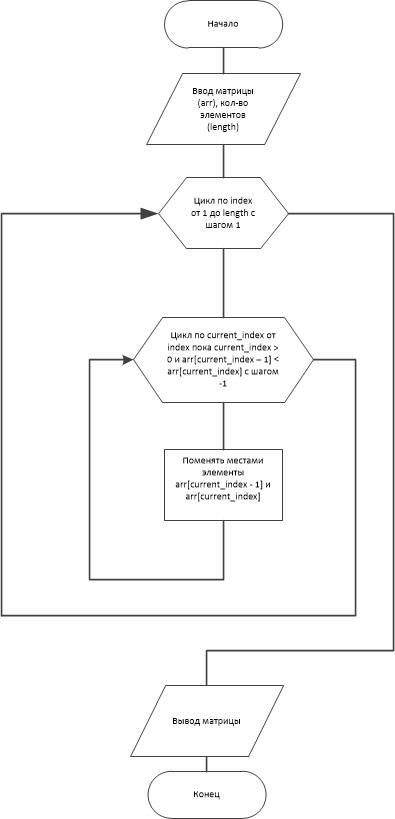 Начало
Ввод матрицы
(arr), кол-во
элементов
(length)
Цикл по index
от 1 до length с
шагом 1
Цикл по current_index от
index пока current_index >
0 и arr[current_index – 1] <
arr[current_index] с шагом
-1
Поменять местами
элементы
arr[current_index - 1] и
arr[current_index]
Вывод матрицы
Конец